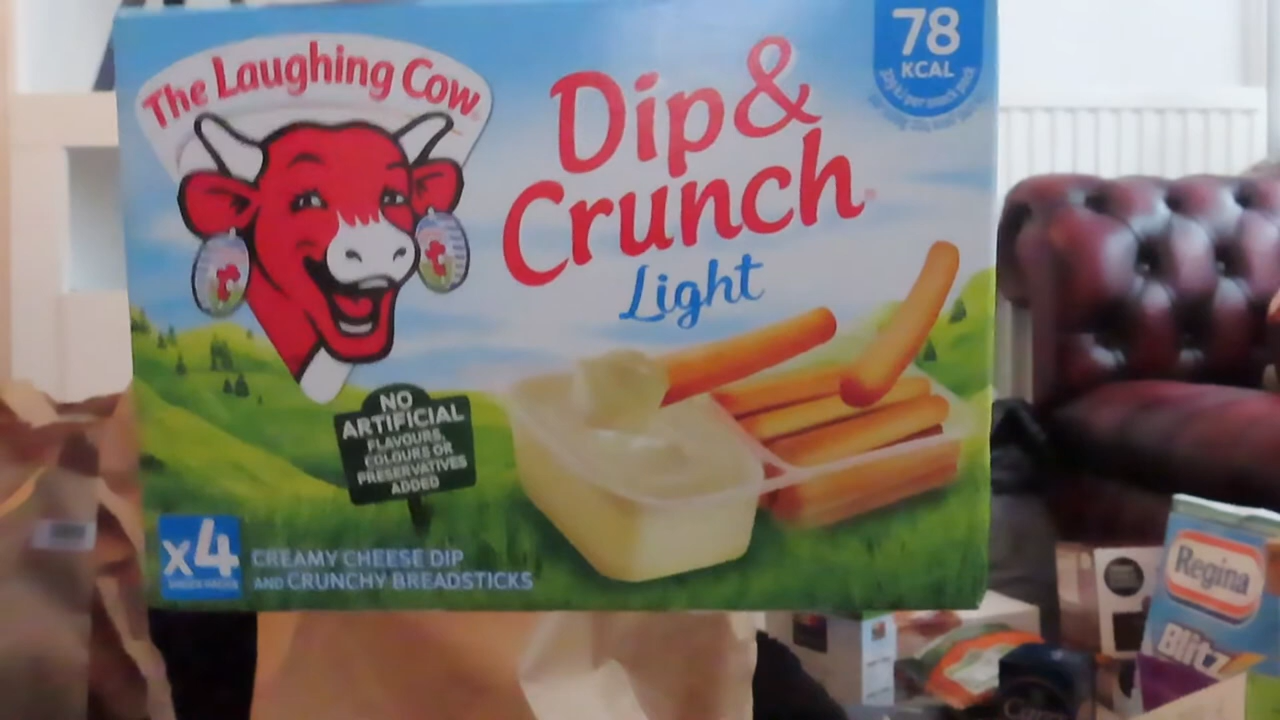 The Laughing Cow
Dip &
Crunch
Light
78
KCAL
NO
ARTIFICIAL
FLAVOURS,
COLOURS OR
PRESERVATIVES
ADDED
x4
CREAMY CHEESE DIP
AND CRUNCHY BREADSTICKS
Regina
Blitz